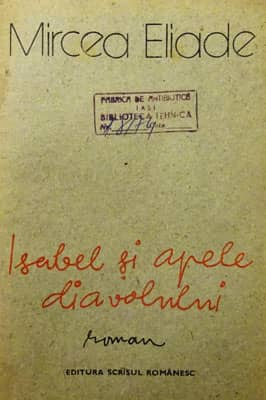 Mircea Eliade
FABRICA DE ANTIBIOTICE
IAȘI
BIBLIOTECA TEHNICA
Isabel și apele
diavolului
roman
EDITURA SCRISUL ROMÂNESC